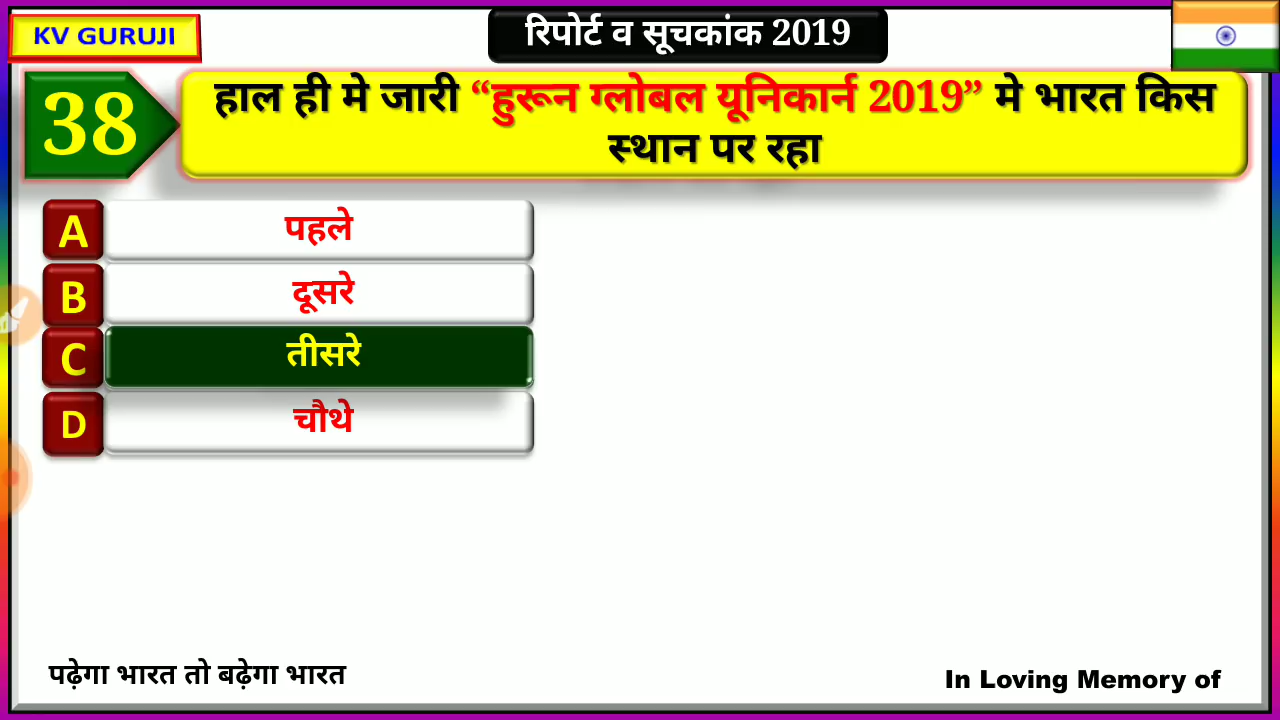 KV GURUJI
रिपोर्ट व सूचकांक 2019
38
हाल ही मे जारी “हुरून ग्लोबल यूनिकार्न 2019” मे भारत किस
स्थान पर रहा
A पहले
B दूसरे
C तीसरे
D चौथे
पढ़ेगा भारत तो बढ़ेगा भारत
In Loving Memory of